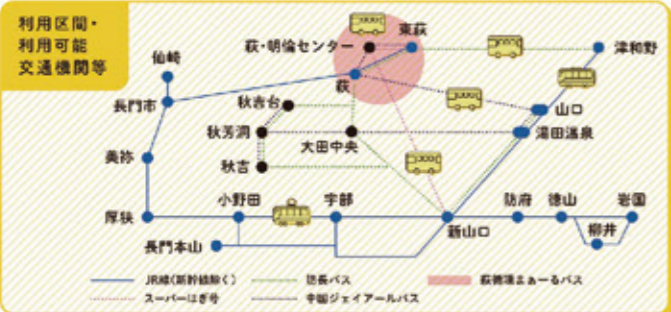 利用区間・
利用可能
交通機関等
仙崎
長門市
美祢
厚狭
萩・明倫センター
東萩
萩
津和野
秋吉台
秋芳洞
秋吉
大田中央
山口
湯田温泉
小野田
宇部
長門本山
新山口
防府
徳山
柳井
岩国
JR線(新幹線除く)
防長バス
萩循環まぁーるバス
スーパーはぎ号
中国ジェイアールバス